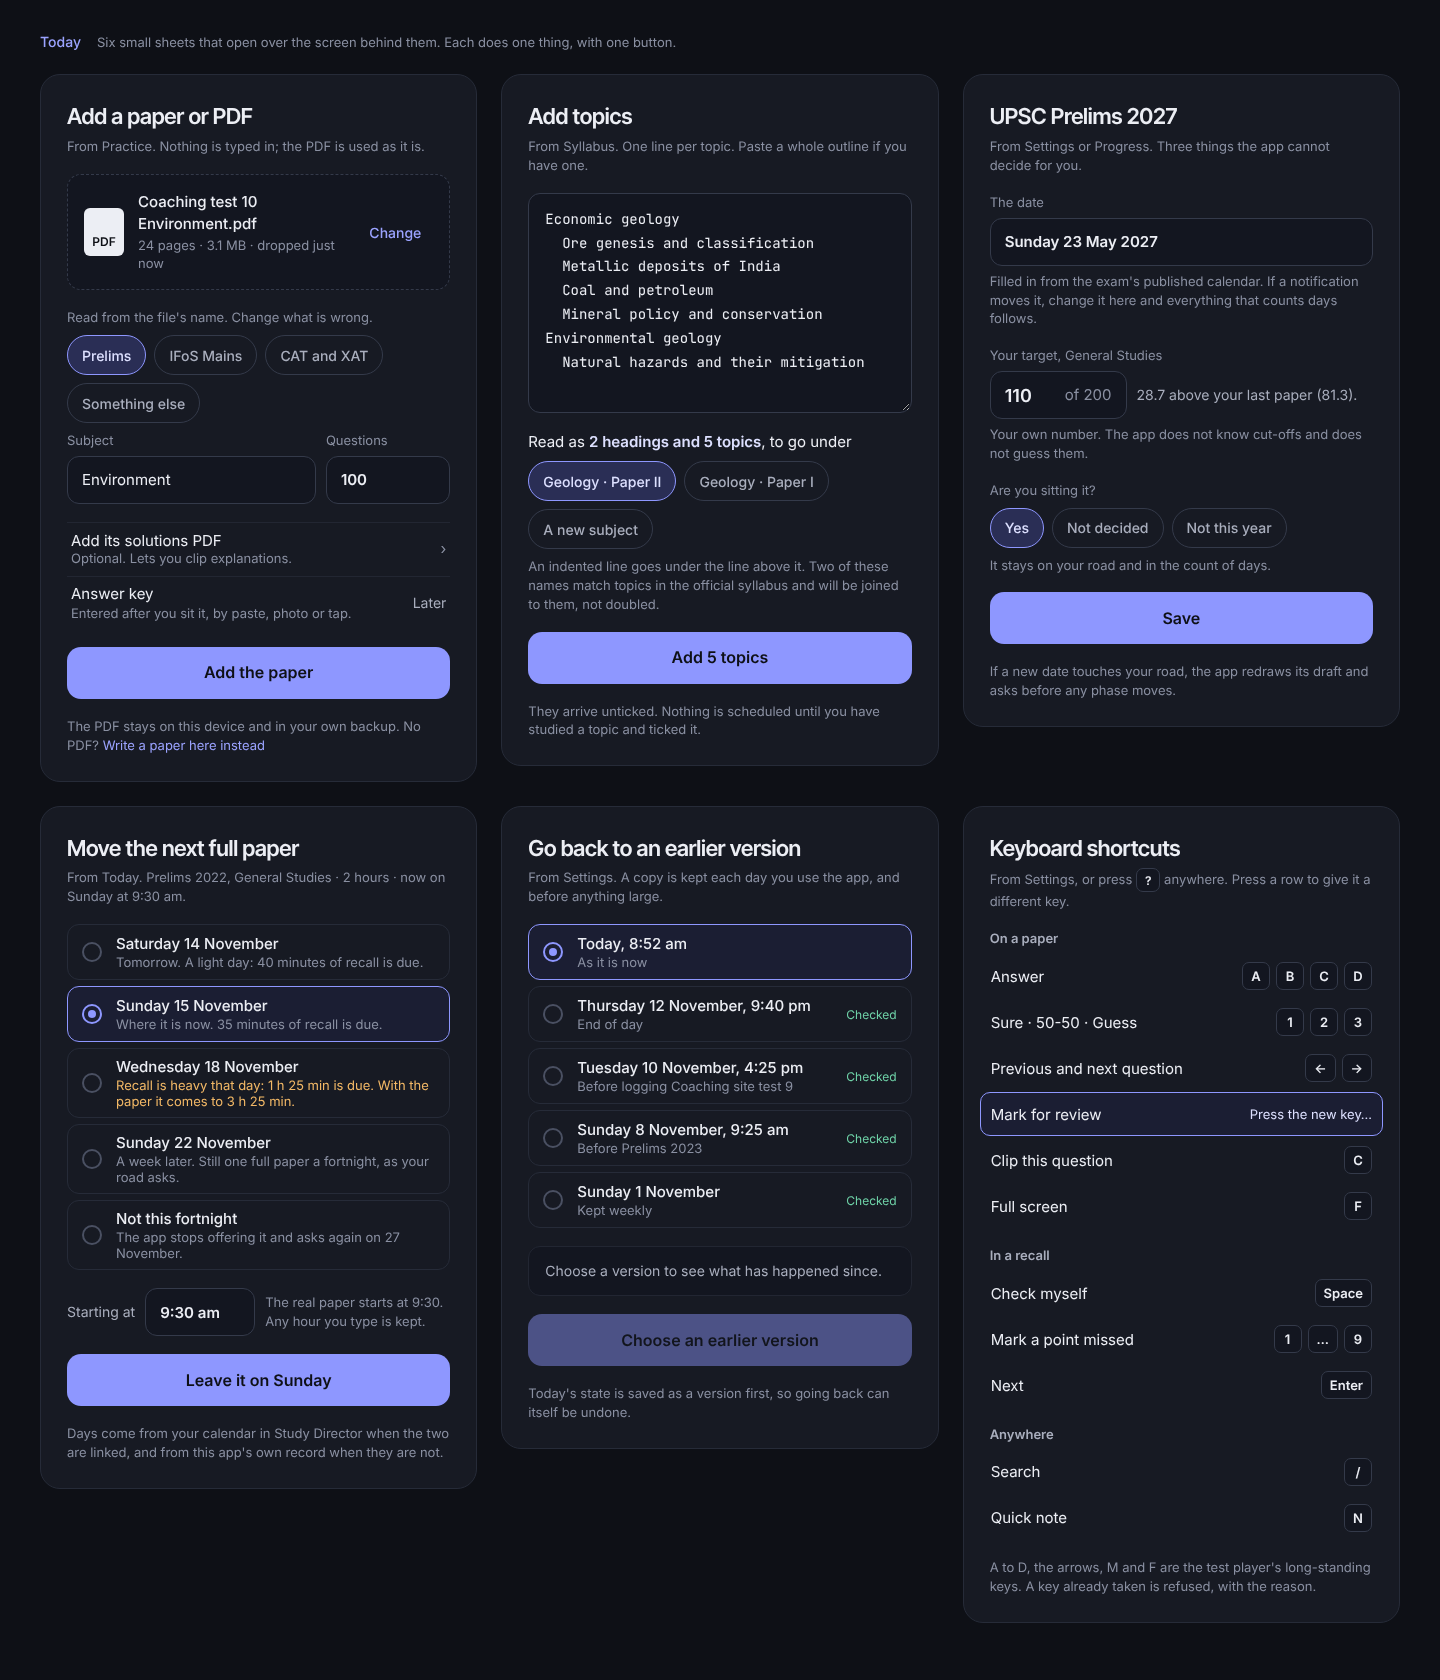 Today Six small sheets that open over the screen behind them. Each does one thing, with one button.
Add a paper or PDF
From Practice. Nothing is typed in; the PDF is used as it is.
PDF
Coaching test 10
Environment.pdf
24 pages · 3.1 MB · dropped just
now
Change
Read from the file's name. Change what is wrong.
Prelims IFoS Mains CAT and XAT
Something else
Subject Questions
Environment 100
Add its solutions PDF
Optional. Lets you clip explanations.
›
Answer key
Entered after you sit it, by paste, photo or tap.
Later
Add the paper
The PDF stays on this device and in your own backup. No
PDF? Write a paper here instead
Add topics
From Syllabus. One line per topic. Paste a whole outline if you
have one.
Economic geology
Ore genesis and classification
Metallic deposits of India
Coal and petroleum
Mineral policy and conservation
Environmental geology
Natural hazards and their mitigation
Read as 2 headings and 5 topics, to go under
Geology · Paper II Geology · Paper I
A new subject
An indented line goes under the line above it. Two of these
names match topics in the official syllabus and will be joined
to them, not doubled.
Add 5 topics
They arrive unticked. Nothing is scheduled until you have
studied a topic and ticked it.
UPSC Prelims 2027
From Settings or Progress. Three things the app cannot
decide for you.
The date
Sunday 23 May 2027
Filled in from the exam's published calendar. If a notification
moves it, change it here and everything that counts days
follows.
Your target, General Studies
110 of 200 28.7 above your last paper (81.3).
Your own number. The app does not know cut-offs and does
not guess them.
Are you sitting it?
Yes Not decided Not this year
It stays on your road and in the count of days.
Save
If a new date touches your road, the app redraws its draft and
asks before any phase moves.
Move the next full paper
From Today. Prelims 2022, General Studies · 2 hours · now on
Sunday at 9:30 am.
Saturday 14 November
Tomorrow. A light day: 40 minutes of recall is due.
Sunday 15 November
Where it is now. 35 minutes of recall is due.
Wednesday 18 November
Recall is heavy that day: 1 h 25 min is due. With the
paper it comes to 3 h 25 min.
Sunday 22 November
A week later. Still one full paper a fortnight, as your
road asks.
Not this fortnight
The app stops offering it and asks again on 27
November.
Starting at 9:30 am
The real paper starts at 9:30.
Any hour you type is kept.
Leave it on Sunday
Days come from your calendar in Study Director when the two
are linked, and from this app's own record when they are not.
Go back to an earlier version
From Settings. A copy is kept each day you use the app, and
before anything large.
Today, 8:52 am
As it is now
Thursday 12 November, 9:40 pm
End of day
Checked
Tuesday 10 November, 4:25 pm
Before logging Coaching site test 9
Checked
Sunday 8 November, 9:25 am
Before Prelims 2023
Checked
Sunday 1 November
Kept weekly
Checked
Choose a version to see what has happened since.
Choose an earlier version
Today's state is saved as a version first, so going back can
itself be undone.
Keyboard shortcuts
From Settings, or press ? anywhere. Press a row to give it a
different key.
On a paper
Answer A B C D
Sure · 50-50 · Guess 1 2 3
Previous and next question ← →
Mark for review Press the new key…
Clip this question C
Full screen F
In a recall
Check myself Space
Mark a point missed 1 … 9
Next Enter
Anywhere
Search /
Quick note N
A to D, the arrows, M and F are the test player's long-standing
keys. A key already taken is refused, with the reason.